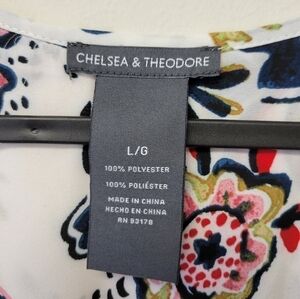 CHELSEA & THEODORE
L/G
100% POLYESTER
100% POLIÉSTER
MADE IN CHINA
HECHO EN CHINA
RN 93178